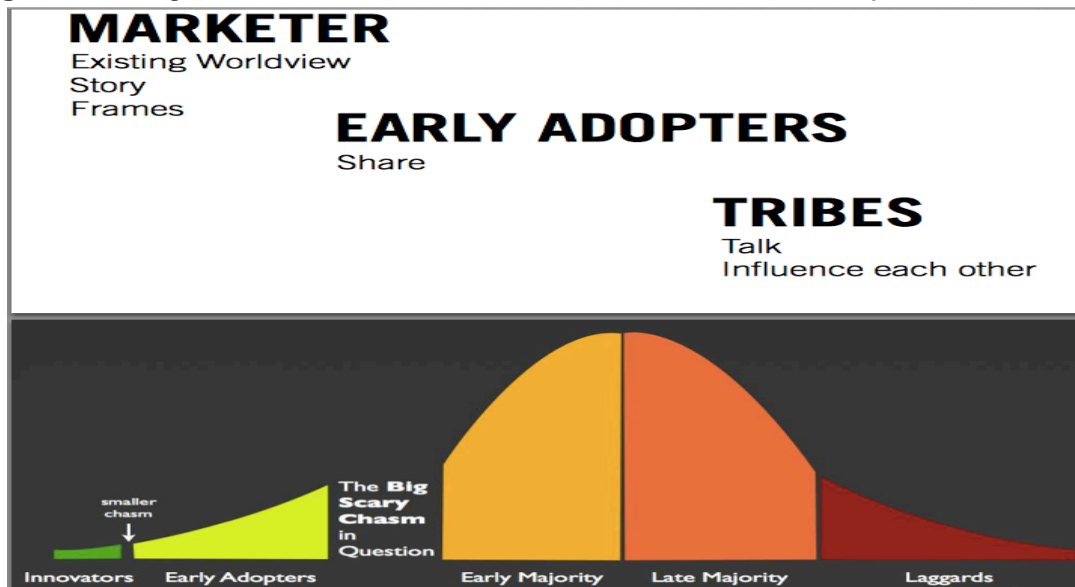 MARKETER
Existing Worldview
Story
Frames
EARLY ADOPTERS
Share
TRIBES
Talk
Influence each other
smaller
chasm
The Big
Scary
Chasm
in
Question
Innovators
Early Adopters
Early Majority
Late Majority
Laggards